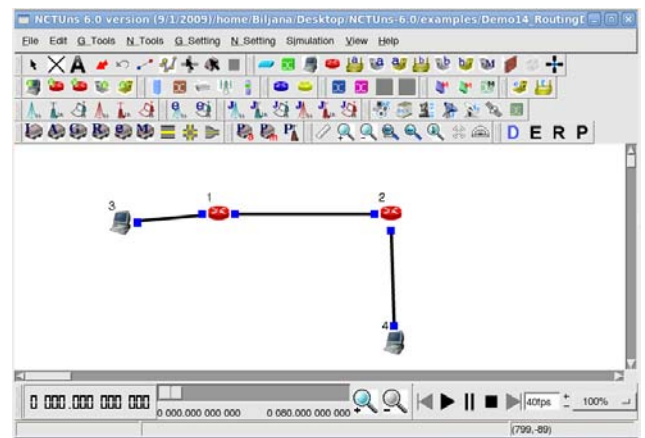 NCTUns 6.0 version (9/1/2009)/home/Biljana/Desktop/NCTUns-6.0/examples/Demo14_RoutingD
File Edit G_Tools N_Tools G_Setting N_Setting Simulation View Help
D E R P
3
1
2
4
0 000.000 000 000
0 000.000 000 000
0 080.000 000 000
40fps
100%
(799,-89)